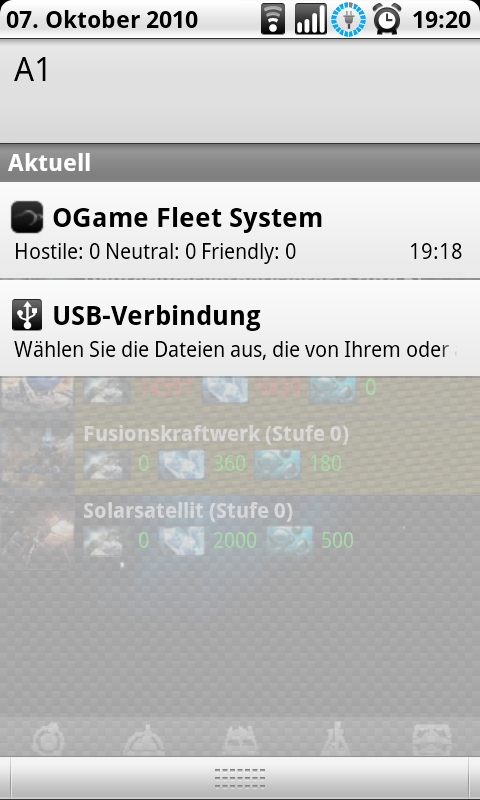 07. Oktober 2010 19:20
A1
Aktuell
OGame Fleet System
Hostile: 0 Neutral: 0 Friendly: 0 19:18
USB-Verbindung
Wählen Sie die Dateien aus, die von Ihrem oder
0
Fusionskraftwerk (Stufe 0)
0 360 180
Solarsatellit (Stufe 0)
0 2000 500